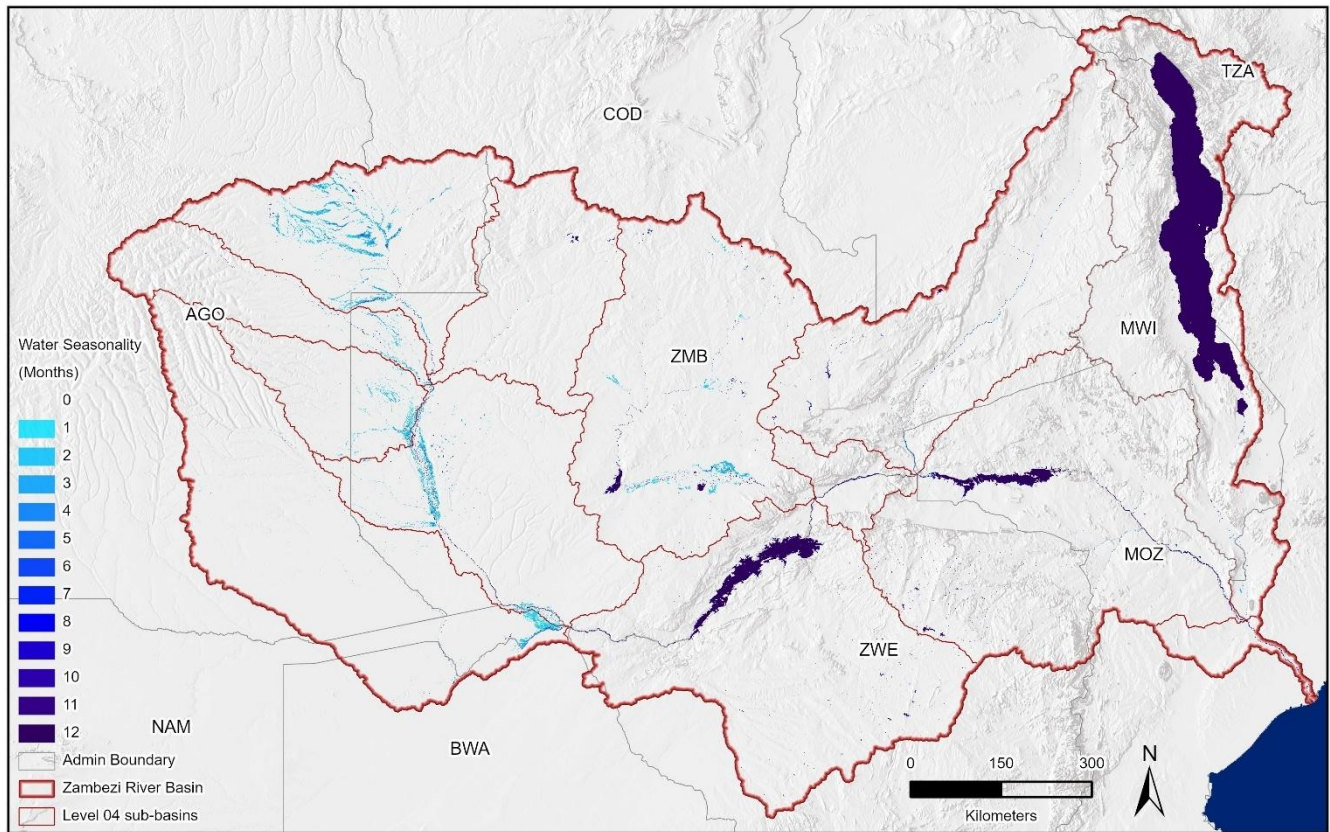 TZA
COD
AGO
MWI
ZMB
MOZ
ZWE
NAM
BWA
Water Seasonality
(Months)
0
1
2
3
4
5
6
7
8
9
10
11
12
Admin Boundary
Zambezi River Basin
Level 04 sub-basins
0 150 300
Kilometers
N